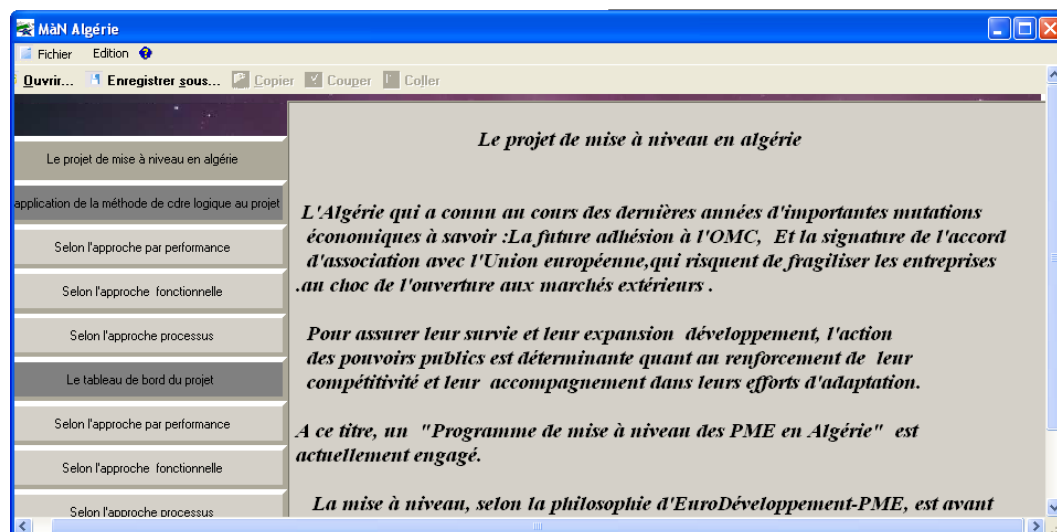 MàN Algérie
Fichier Edition
Ouvrir... Enregistrer sous... Copier Couper Coller
Le projet de mise à niveau en algérie
application de la méthode de cdre logique au projet
Selon l'approche par performance
Selon l'approche fonctionnelle
Selon l'approche processus
Le tableau de bord du projet
Selon l'approche par performance
Selon l'approche fonctionnelle
Selon l'approche processus
Le projet de mise à niveau en algérie
L'Algérie qui a connu au cours des dernières années d'importantes mutations
économiques à savoir :La future adhésion à l'OMC, Et la signature de l'accord
d'association avec l'Union européenne,qui risquent de fragiliser les entreprises
.au choc de l'ouverture aux marchés extérieurs .
Pour assurer leur survie et leur expansion développement, l'action
des pouvoirs publics est déterminante quant au renforcement de leur
compétitivité et leur accompagnement dans leurs efforts d'adaptation.
A ce titre, un "Programme de mise à niveau des PME en Algérie" est
actuellement engagé.
La mise à niveau, selon la philosophie d'EuroDéveloppement-PME, est avant